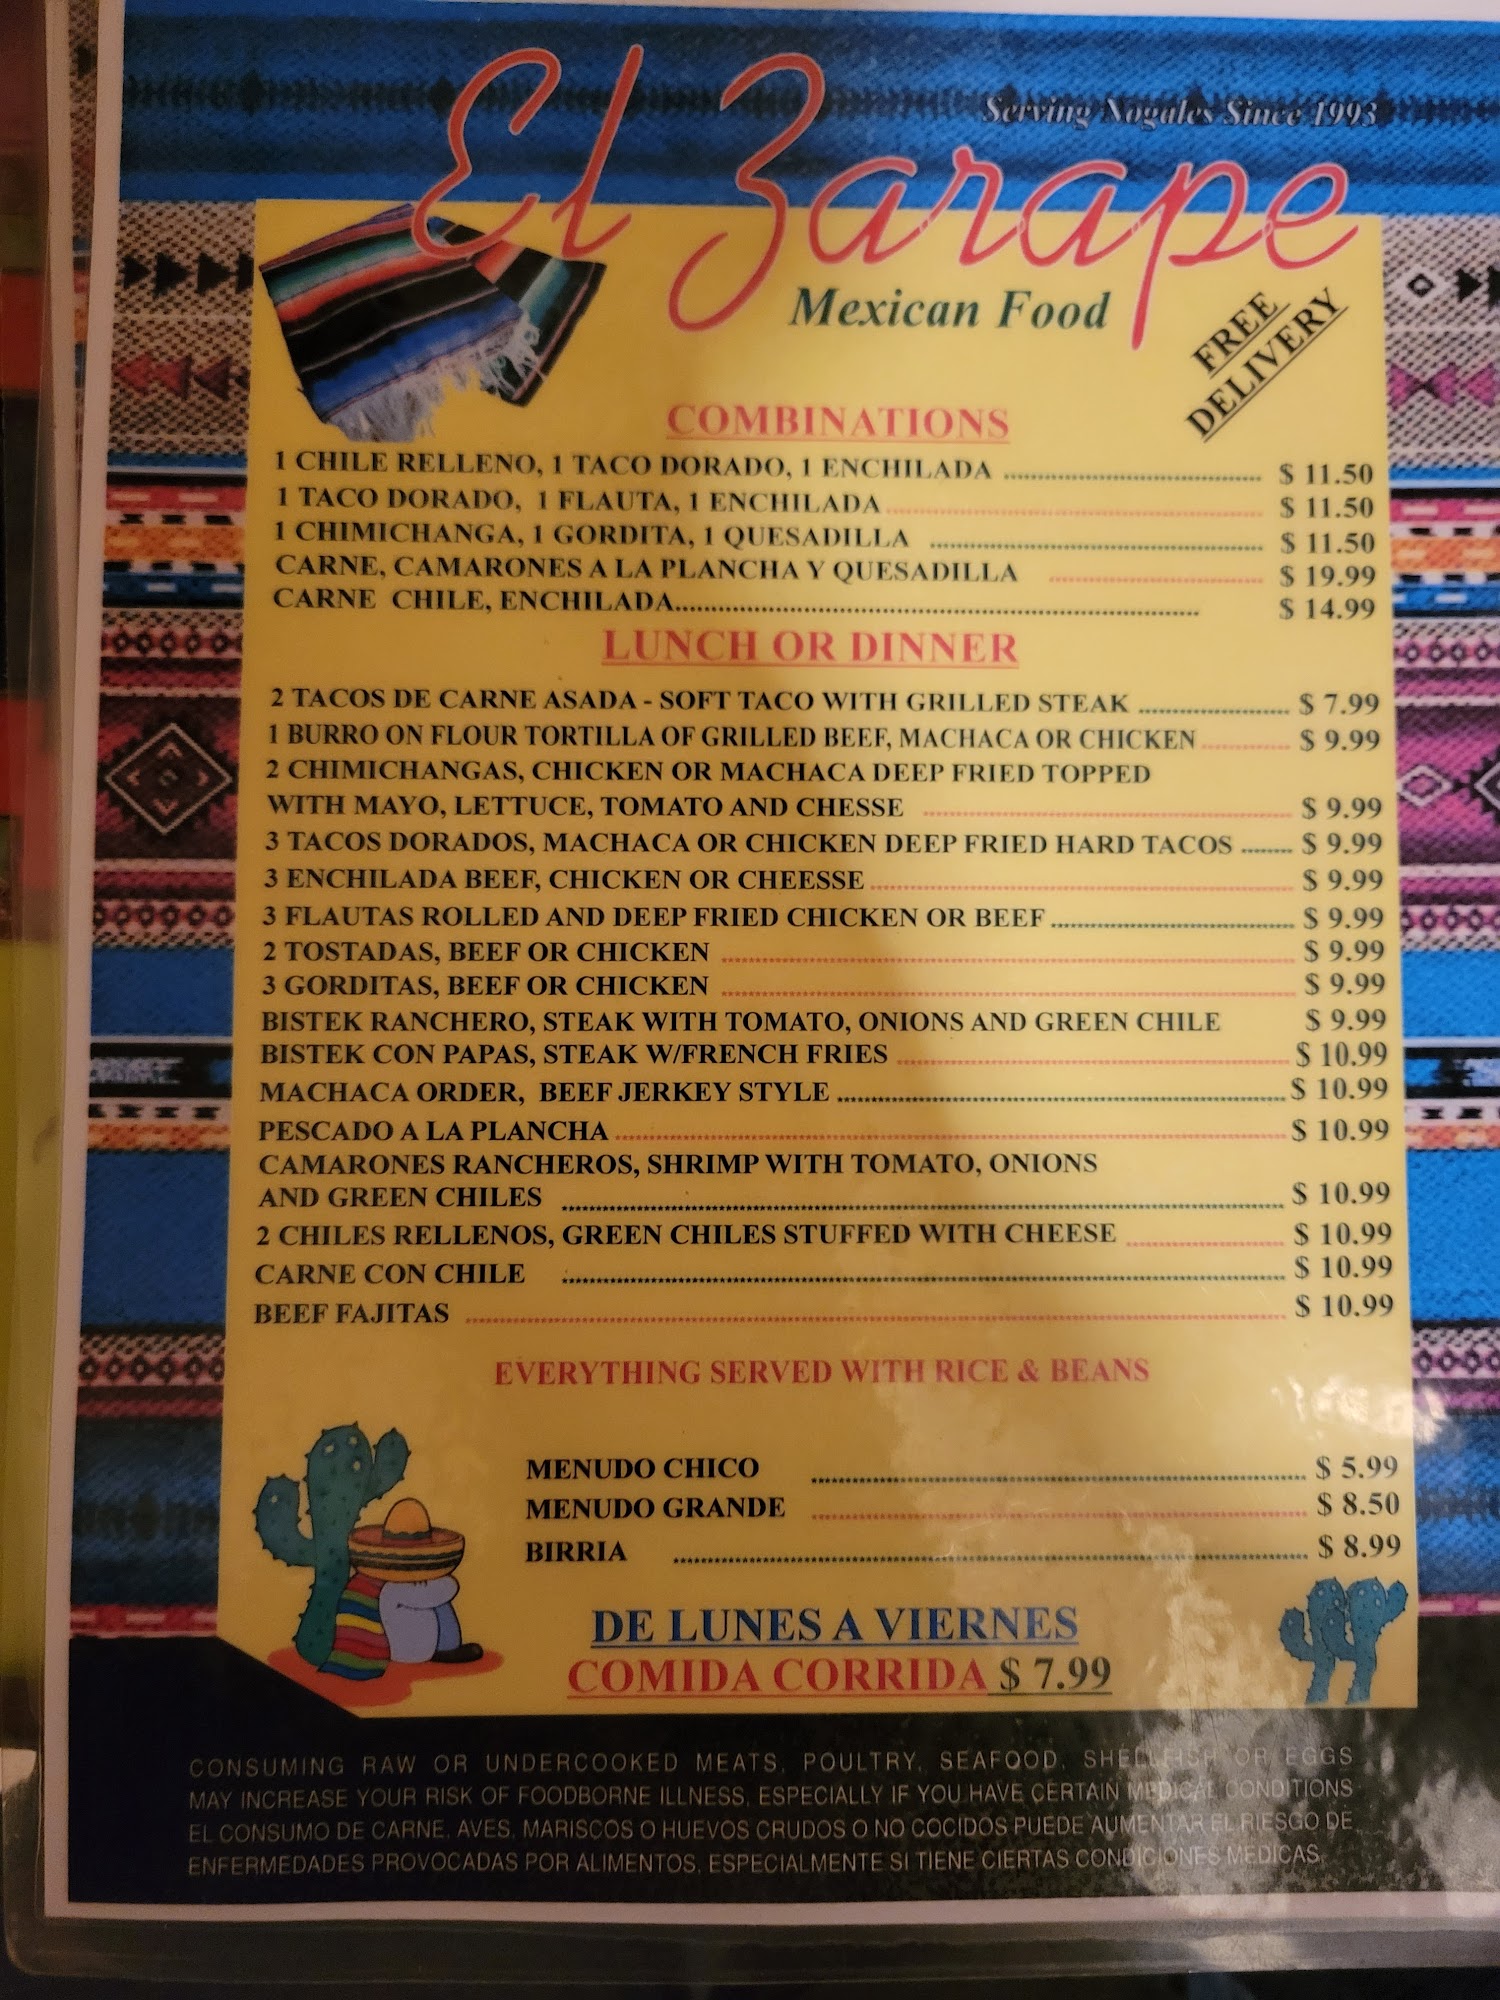 Serving Nogales Since 1993
El Zarape
Mexican Food
FREE
DELIVERY
COMBINATIONS
1 CHILE RELLENO, 1 TACO DORADO, 1 ENCHILADA ........ $ 11.50
1 TACO DORADO, 1 FLAUTA, 1 ENCHILADA ........ $ 11.50
1 CHIMICHANGA, 1 GORDITA, 1 QUESADILLA ........ $ 11.50
CARNE, CAMARONES A LA PLANCHA Y QUESADILLA ........ $ 19.99
CARNE CHILE, ENCHILADA........ $ 14.99
LUNCH OR DINNER
2 TACOS DE CARNE ASADA - SOFT TACO WITH GRILLED STEAK ........ $ 7.99
1 BURRO ON FLOUR TORTILLA OF GRILLED BEEF, MACHACA OR CHICKEN ........ $ 9.99
2 CHIMICHANGAS, CHICKEN OR MACHACA DEEP FRIED TOPPED
WITH MAYO, LETTUCE, TOMATO AND CHESSE ........ $ 9.99
3 TACOS DORADOS, MACHACA OR CHICKEN DEEP FRIED HARD TACOS ........ $ 9.99
3 ENCHILADA BEEF, CHICKEN OR CHEESSE ........ $ 9.99
3 FLAUTAS ROLLED AND DEEP FRIED CHICKEN OR BEEF ........ $ 9.99
2 TOSTADAS, BEEF OR CHICKEN ........ $ 9.99
3 GORDITAS, BEEF OR CHICKEN ........ $ 9.99
BISTEK RANCHERO, STEAK WITH TOMATO, ONIONS AND GREEN CHILE $ 9.99
BISTEK CON PAPAS, STEAK W/FRENCH FRIES ........ $ 10.99
MACHACA ORDER, BEEF JERKEY STYLE ........ $ 10.99
PESCADO A LA PLANCHA ........ $ 10.99
CAMARONES RANCHEROS, SHRIMP WITH TOMATO, ONIONS
AND GREEN CHILES ........ $ 10.99
2 CHILES RELLENOS, GREEN CHILES STUFFED WITH CHEESE ........ $ 10.99
CARNE CON CHILE ........ $ 10.99
BEEF FAJITAS ........ $ 10.99
EVERYTHING SERVED WITH RICE & BEANS
MENUDO CHICO ........ $ 5.99
MENUDO GRANDE ........ $ 8.50
BIRRIA ........ $ 8.99
DE LUNES A VIERNES
COMIDA CORRIDA $ 7.99
CONSUMING RAW OR UNDERCOOKED MEATS, POULTRY, SEAFOOD, SHELLFISH OR EGGS
MAY INCREASE YOUR RISK OF FOODBORNE ILLNESS, ESPECIALLY IF YOU HAVE CERTAIN MEDICAL CONDITIONS
EL CONSUMO DE CARNE, AVES, MARISCOS O HUEVOS CRUDOS O NO COCIDOS PUEDE AUMENTAR EL RIESGO DE
ENFERMEDADES PROVOCADAS POR ALIMENTOS, ESPECIALMENTE SI TIENE CIERTAS CONDICIONES MEDICAS